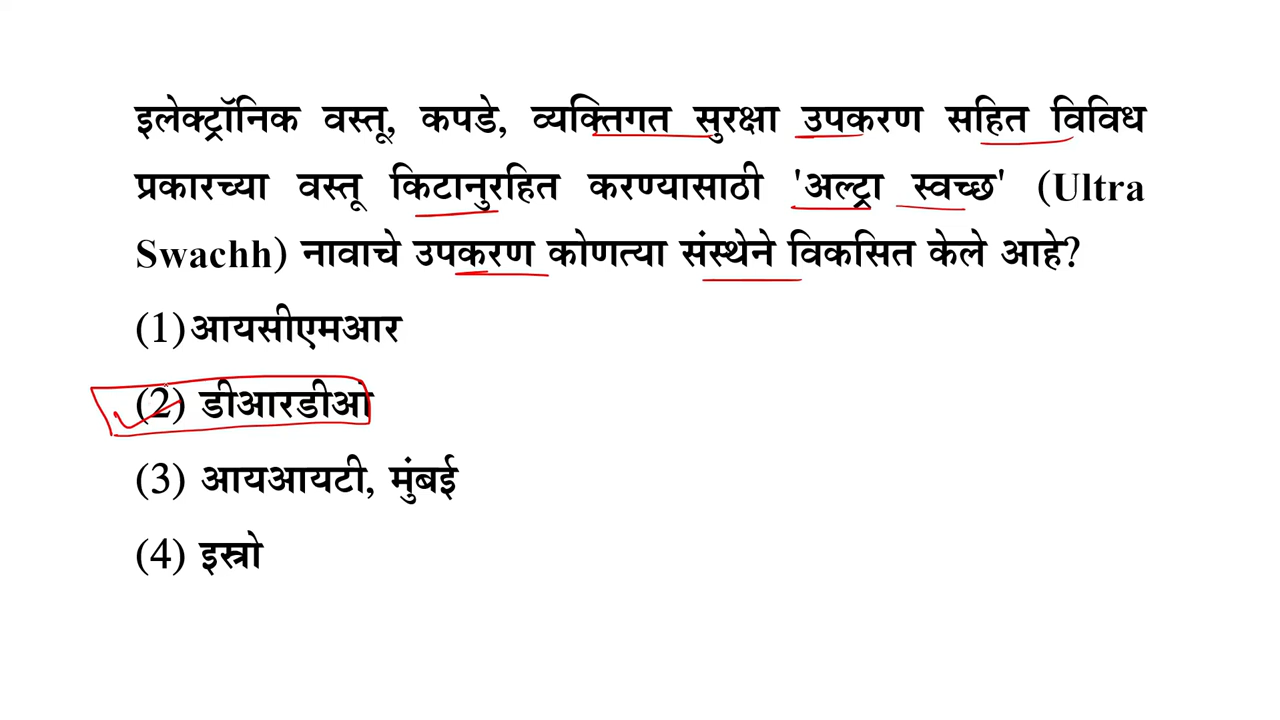 इलेक्ट्रॉनिक वस्तू, कपडे, व्यक्तिगत सुरक्षा उपकरण सहित विविध
प्रकारच्या वस्तू किटानुरहित करण्यासाठी 'अल्ट्रा स्वच्छ' (Ultra
Swachh) नावाचे उपकरण कोणत्या संस्थेने विकसित केले आहे?
(1) आयसीएमआर
(2) डीआरडीओ
(3) आयआयटी, मुंबई
(4) इस्रो